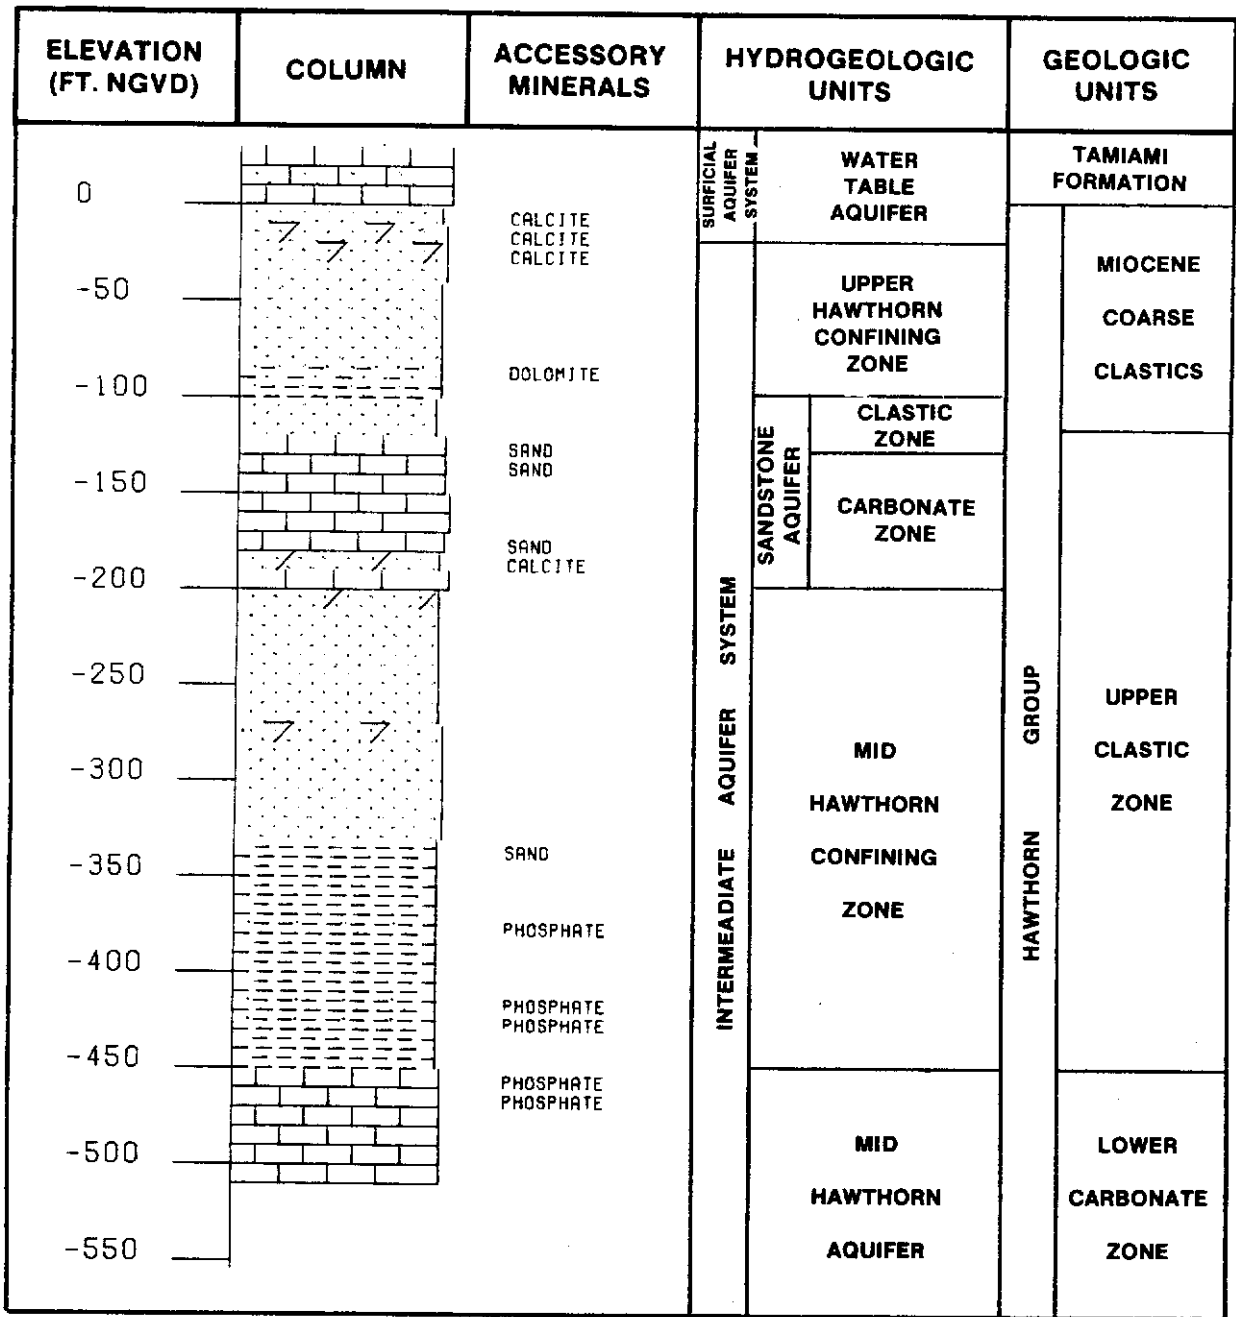 ELEVATION
(FT. NGVD)
COLUMN
ACCESSORY
MINERALS
HYDROGEOLOGIC
UNITS
GEOLOGIC
UNITS
0
-50
-100
-150
-200
-250
-300
-350
-400
-450
-500
-550
CALCITE
CALCITE
CALCITE
DOLOMITE
SAND
SAND
SAND
CALCITE
SAND
PHOSPHATE
PHOSPHATE
PHOSPHATE
PHOSPHATE
PHOSPHATE
SURFICIAL
AQUIFER
SYSTEM
INTERMEADIATE AQUIFER SYSTEM
WATER
TABLE
AQUIFER
UPPER
HAWTHORN
CONFINING
ZONE
SANDSTONE
AQUIFER
CLASTIC
ZONE
CARBONATE
ZONE
MID
HAWTHORN
CONFINING
ZONE
MID
HAWTHORN
AQUIFER
TAMIAMI
FORMATION
HAWTHORN GROUP
MIOCENE
COARSE
CLASTICS
UPPER
CLASTIC
ZONE
LOWER
CARBONATE
ZONE